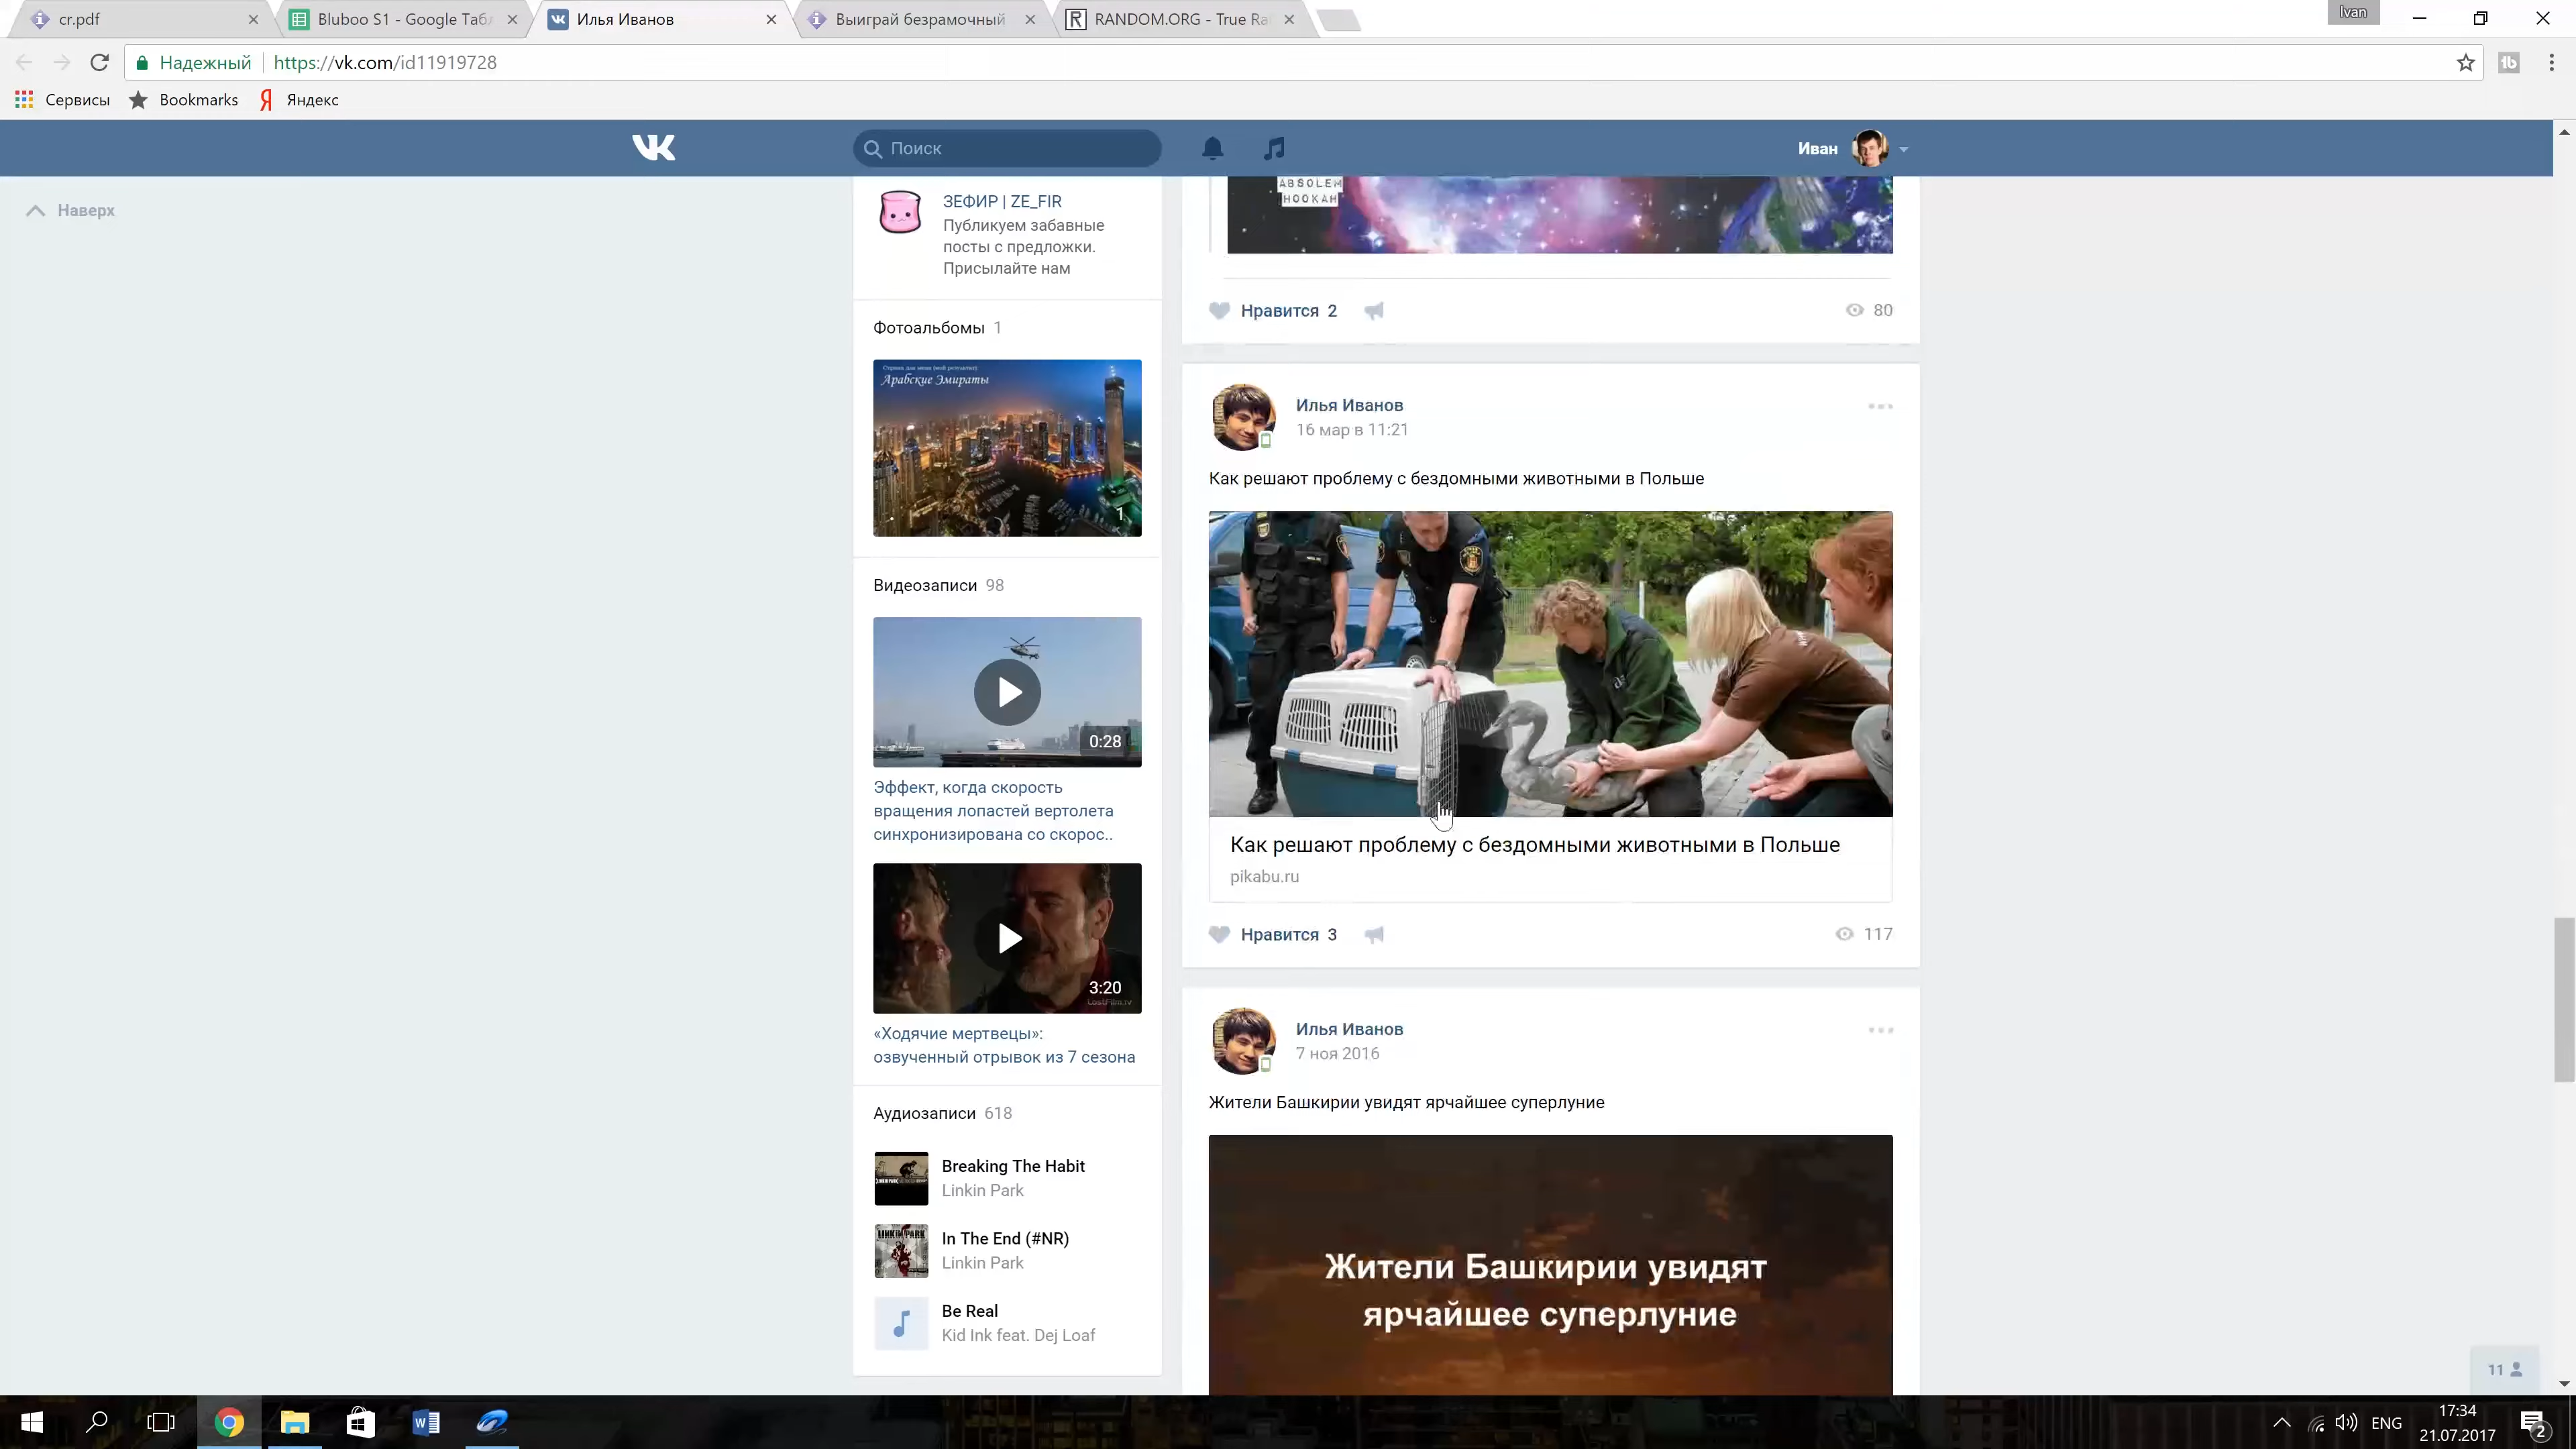 cr.pdf
Bluboo S1 - Google Табл
Илья Иванов
Выиграй безрамочный
RANDOM.ORG - True Ra
Ivan
Надежный
https://vk.com/id11919728
Сервисы
Bookmarks
Яндекс
Поиск
Иван
Наверх
ЗЕФИР | ZE_FIR
Публикуем забавные
посты с предложки.
Присылайте нам
Фотоальбомы 1
Арабские Эмираты
1
Видеозаписи 98
0:28
Эффект, когда скорость
вращения лопастей вертолета
синхронизирована со скорос..
3:20
LostFilm.tv
«Ходячие мертвецы»:
озвученный отрывок из 7 сезона
Аудиозаписи 618
Breaking The Habit
Linkin Park
In The End (#NR)
Linkin Park
Be Real
Kid Ink feat. Dej Loaf
ABSOLEM
HOOKAH
Нравится 2
80
Илья Иванов
16 мар в 11:21
Как решают проблему с бездомными животными в Польше
Как решают проблему с бездомными животными в Польше
pikabu.ru
Нравится 3
117
Илья Иванов
7 ноя 2016
Жители Башкирии увидят ярчайшее суперлуние
Жители Башкирии увидят
ярчайшее суперлуние
11
ENG
17:34
21.07.2017
2